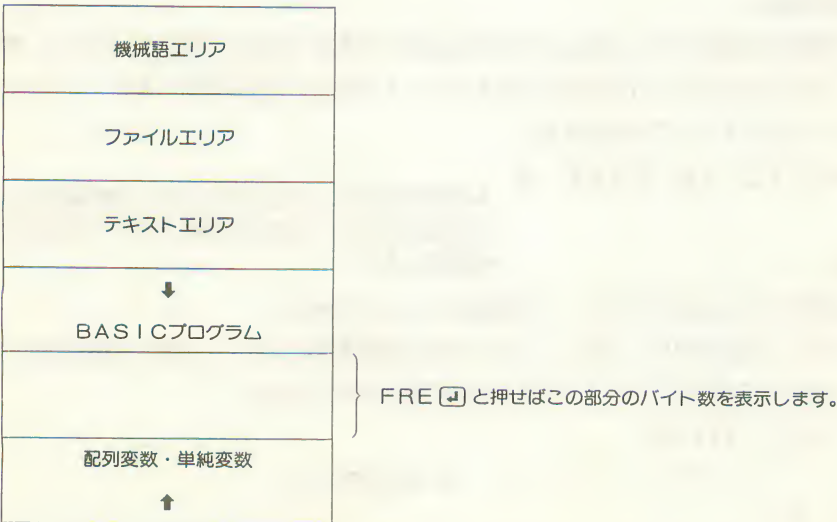 機械語エリア
ファイルエリア
テキストエリア
⬇
BASICプログラム
FRE ↵ と押せばこの部分のバイト数を表示します。
配列変数・単純変数
⬆